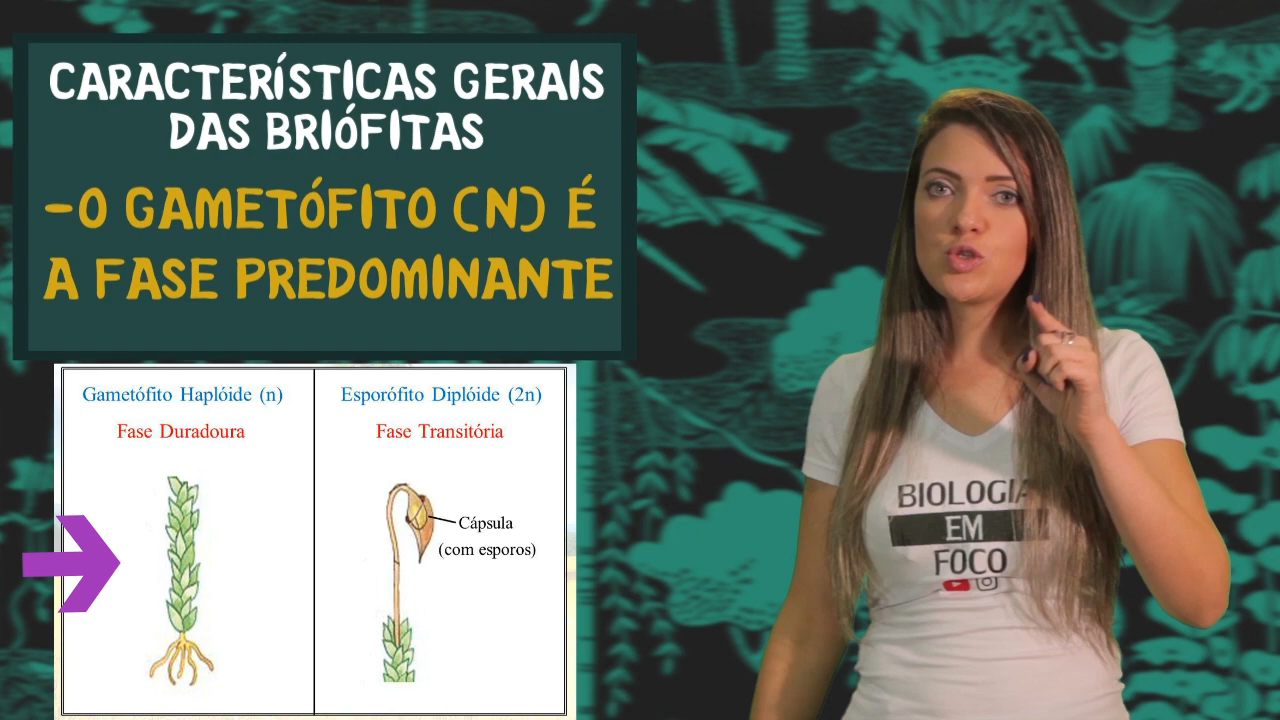 CARACTERÍSTICAS GERAIS
DAS BRIÓFITAS
-O GAMETÓFITO (N) É
A FASE PREDOMINANTE
Gametófito Haplóide (n)
Fase Duradoura
Esporófito Diplóide (2n)
Fase Transitória
Cápsula
(com esporos)
BIOLOGIA
EM
FOCO